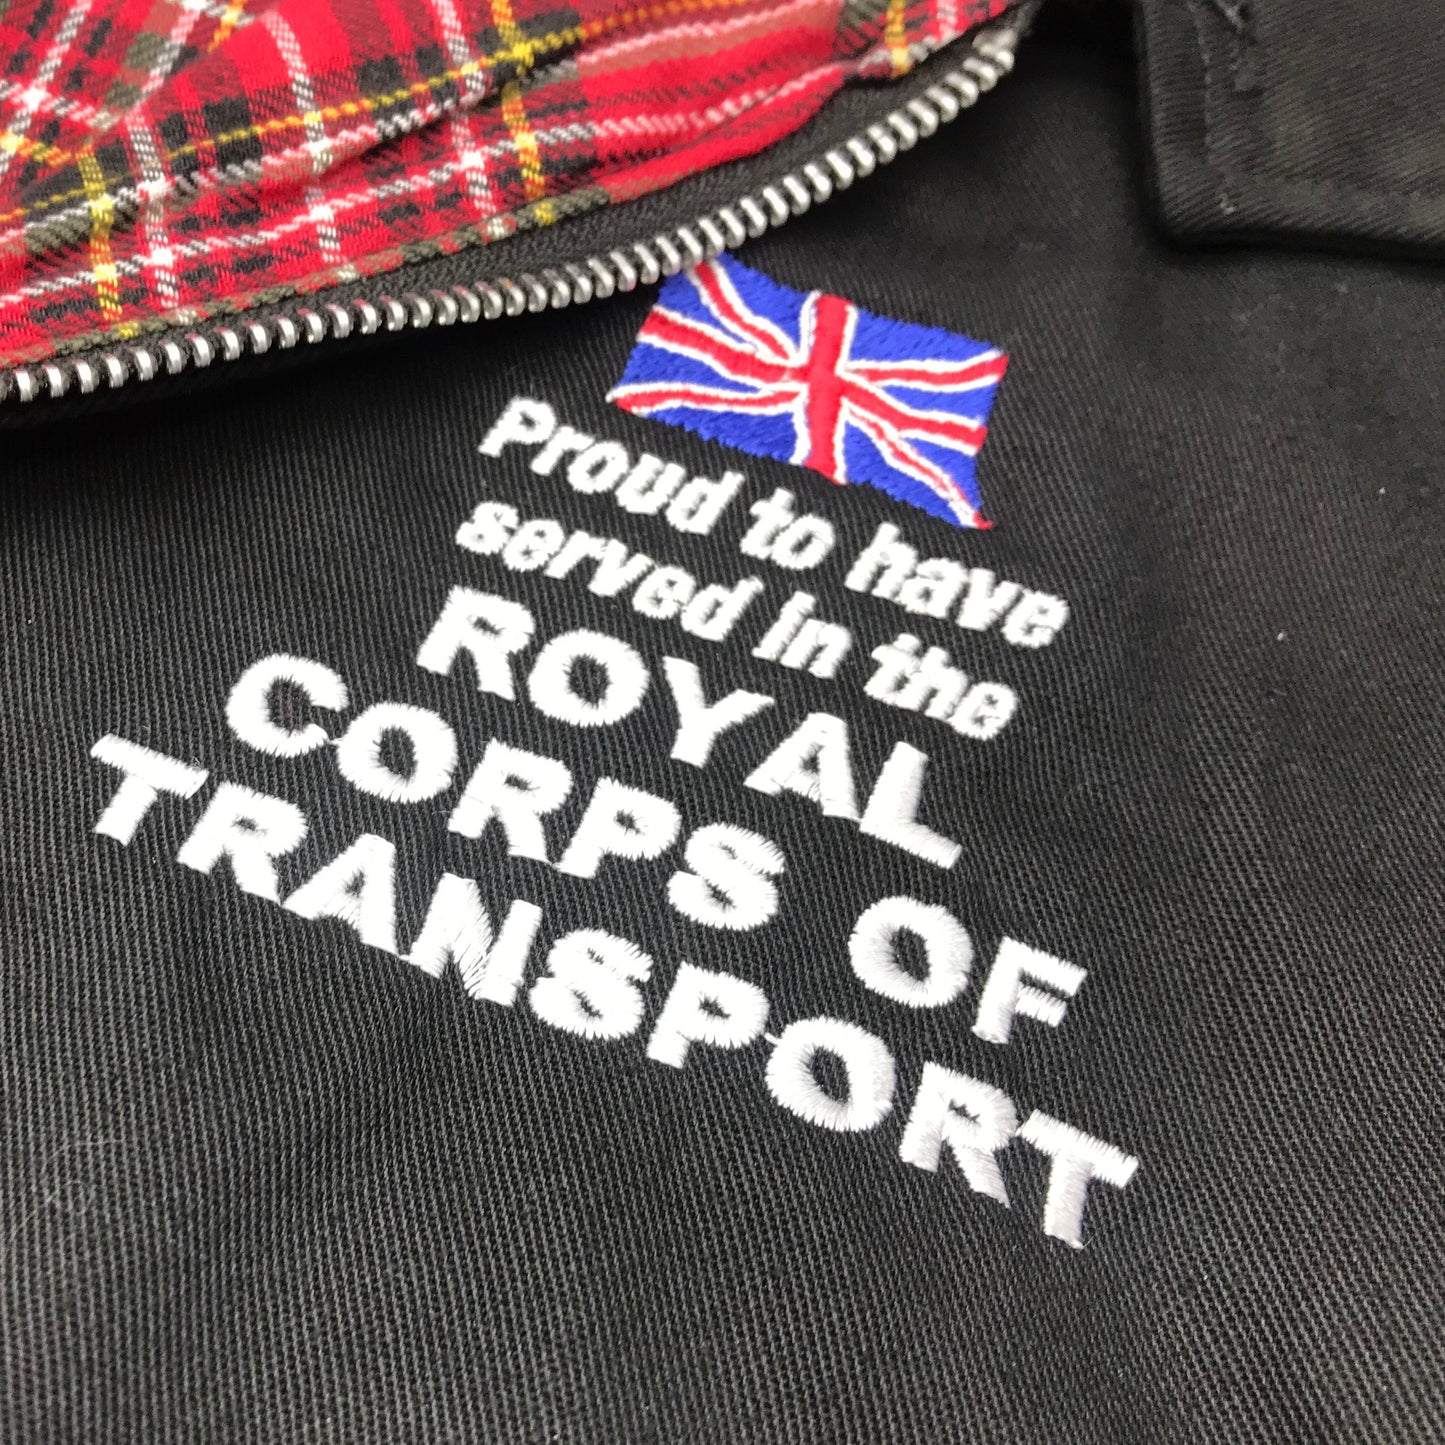 Proud to have
served in the
ROYAL
CORPS OF
TRANSPORT